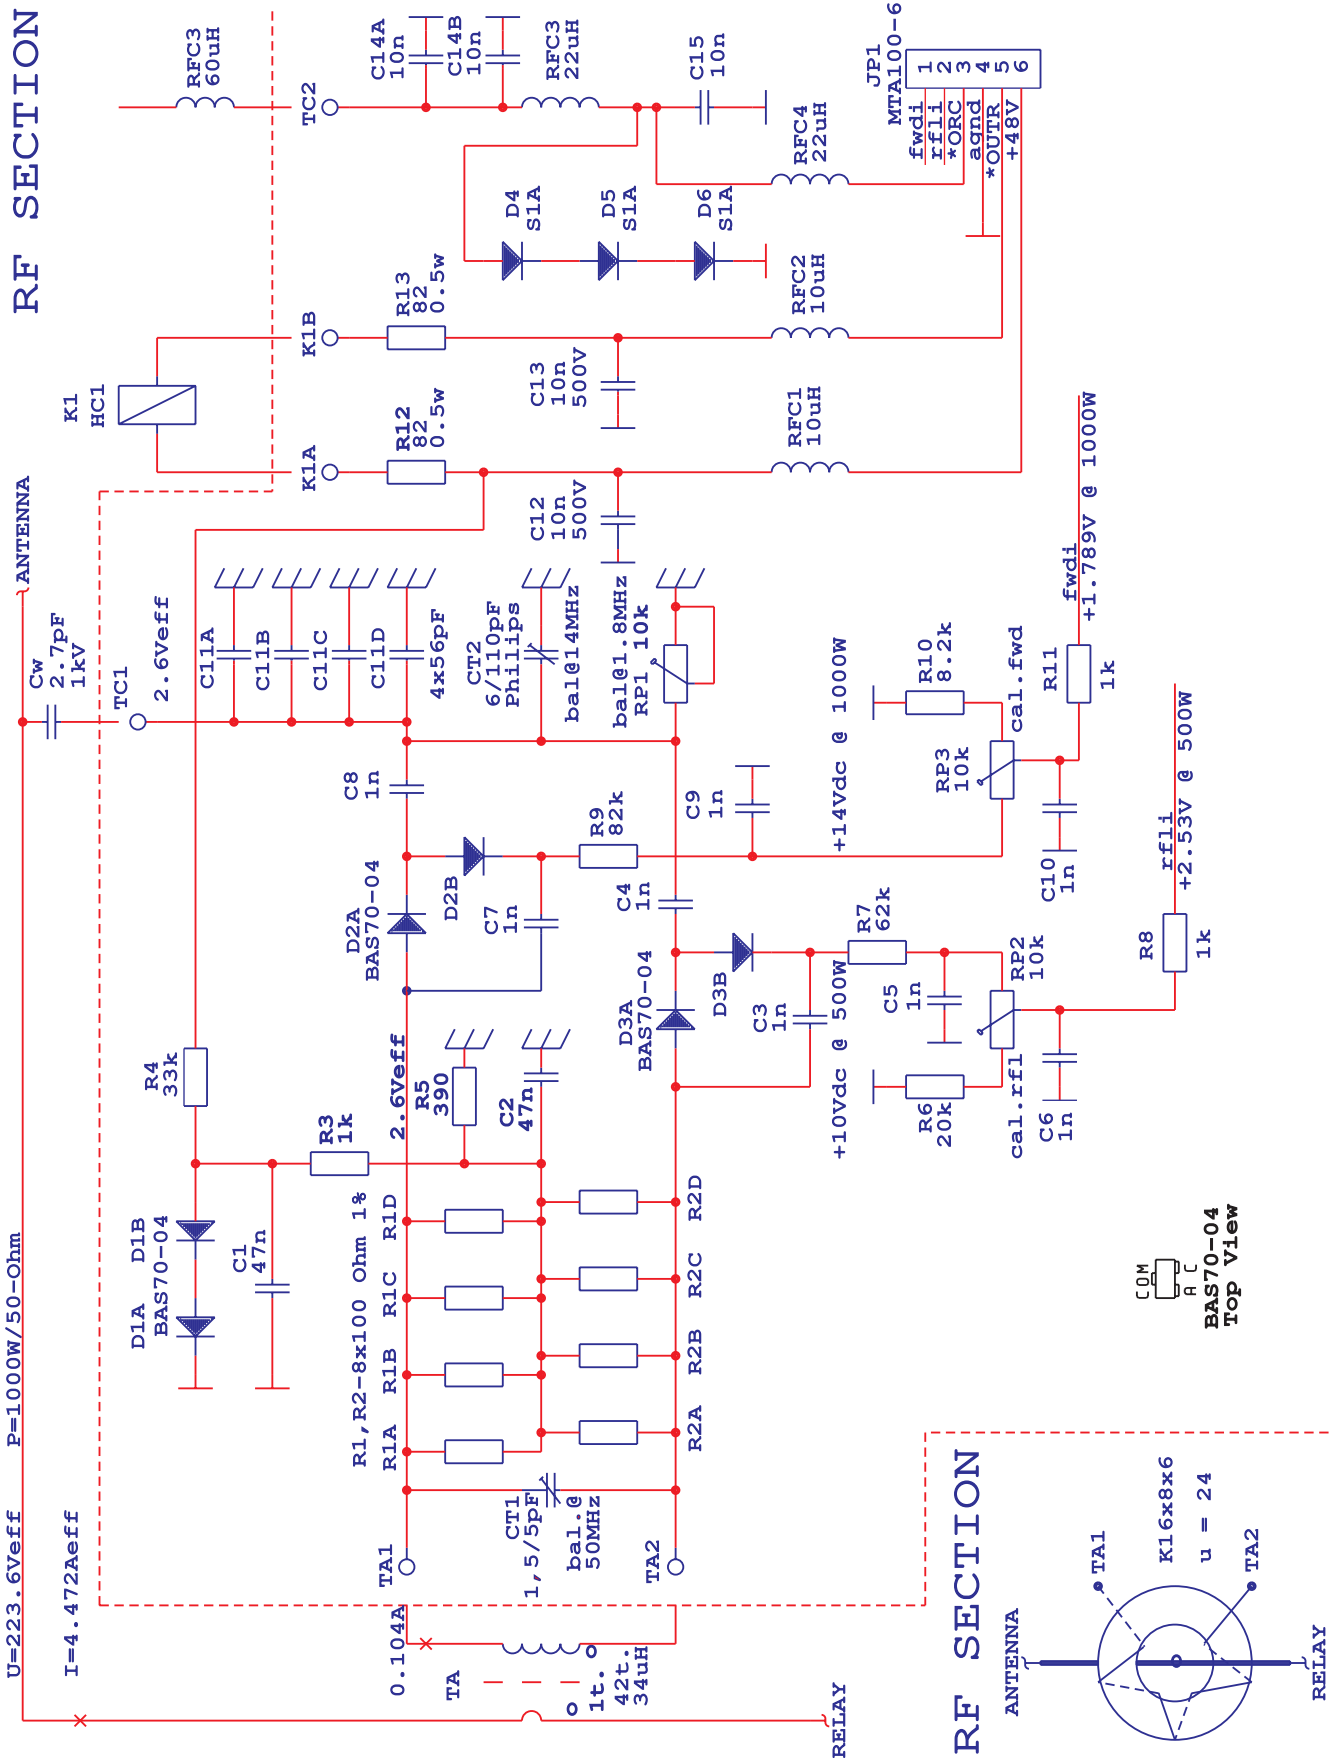 RF SECTION
RFC3
60uH
TC2
C14A
10n
C14B
10n
RFC3
22uH
C15
10n
JP1
MTA100-6
1
2
3
4
5
6
fwdi
rfli
*ORC
agnd
*OUTR
+48V
RFC4
22uH
D4
S1A
D5
S1A
D6
S1A
K1
HC1
K1B
R13
82
0.5w
C13
10n
500V
RFC2
10uH
K1A
R12
82
0.5w
C12
10n
500V
RFC1
10uH
ANTENNA
Cw
2.7pF
1kV
TC1
2.6Veff
C11A
C11B
C11C
C11D
4x56pF
CT2
6/110pF
Philips
bal@14MHz
bal@1.8MHz
RP1 10k
C8
1n
D2A
BAS70-04
D2B
C7
1n
R9
82k
C9
1n
C4
1n
+14Vdc @ 1000W
R10
8.2k
RP3
10k
cal.fwd
R11
1k
fwdi
+1.789V @ 1000W
C10
1n
rfli
+2.53V @ 500W
R8
1k
D3A
BAS70-04
D3B
C3
1n
R7
62k
C5
1n
RP2
10k
+10Vdc @ 500W
R6
20k
cal.rfl
C6
1n
R4
33k
R3
1k
2.6Veff
R5
390
C2
47n
D1A
D1B
BAS70-04
C1
47n
R1,R2-8x100 Ohm 1%
R1A
R1B
R1C
R1D
R2A
R2B
R2C
R2D
CT1
1,5/5pF
bal.@
50MHz
TA1
TA2
U=223.6Veff
P=1000W/50-Ohm
I=4.472Aeff
0.104A
TA
1t.
42t.
34uH
RELAY
COM
A C
BAS70-04
Top View
RF SECTION
ANTENNA
TA1
K16x8x6
u = 24
TA2
RELAY